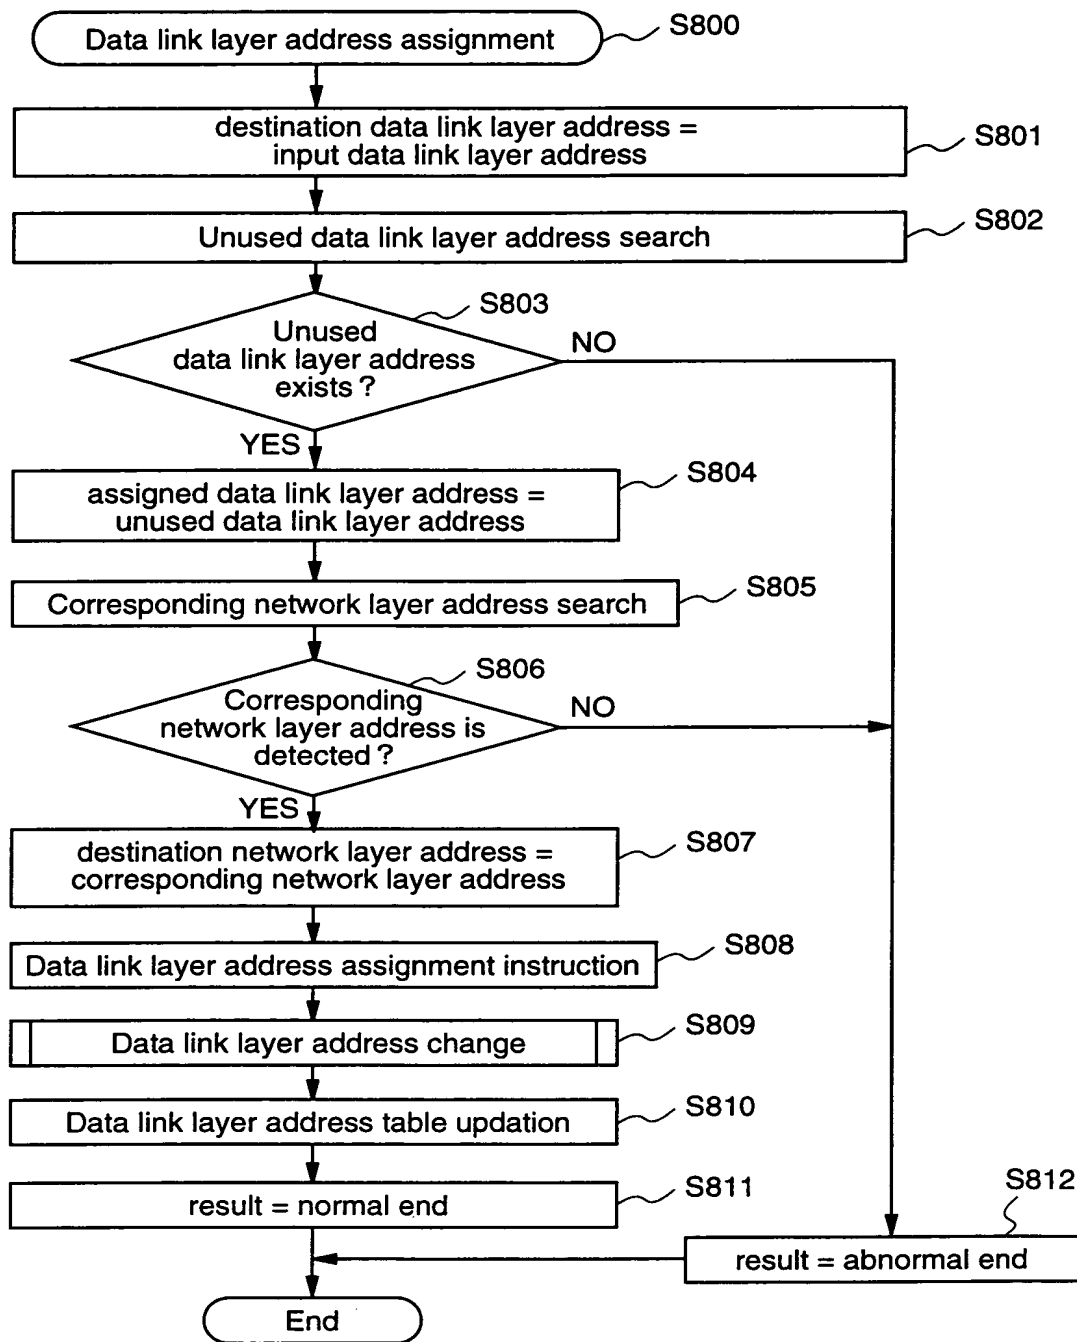 Data link layer address assignment
S800
destination data link layer address =
input data link layer address
S801
Unused data link layer address search
S802
S803
Unused
data link layer address
exists ?
NO
YES
S804
assigned data link layer address =
unused data link layer address
Corresponding network layer address search
S805
S806
Corresponding
network layer address is
detected ?
NO
YES
destination network layer address =
corresponding network layer address
S807
Data link layer address assignment instruction
S808
Data link layer address change
S809
Data link layer address table updation
S810
result = normal end
S811
S812
result = abnormal end
End